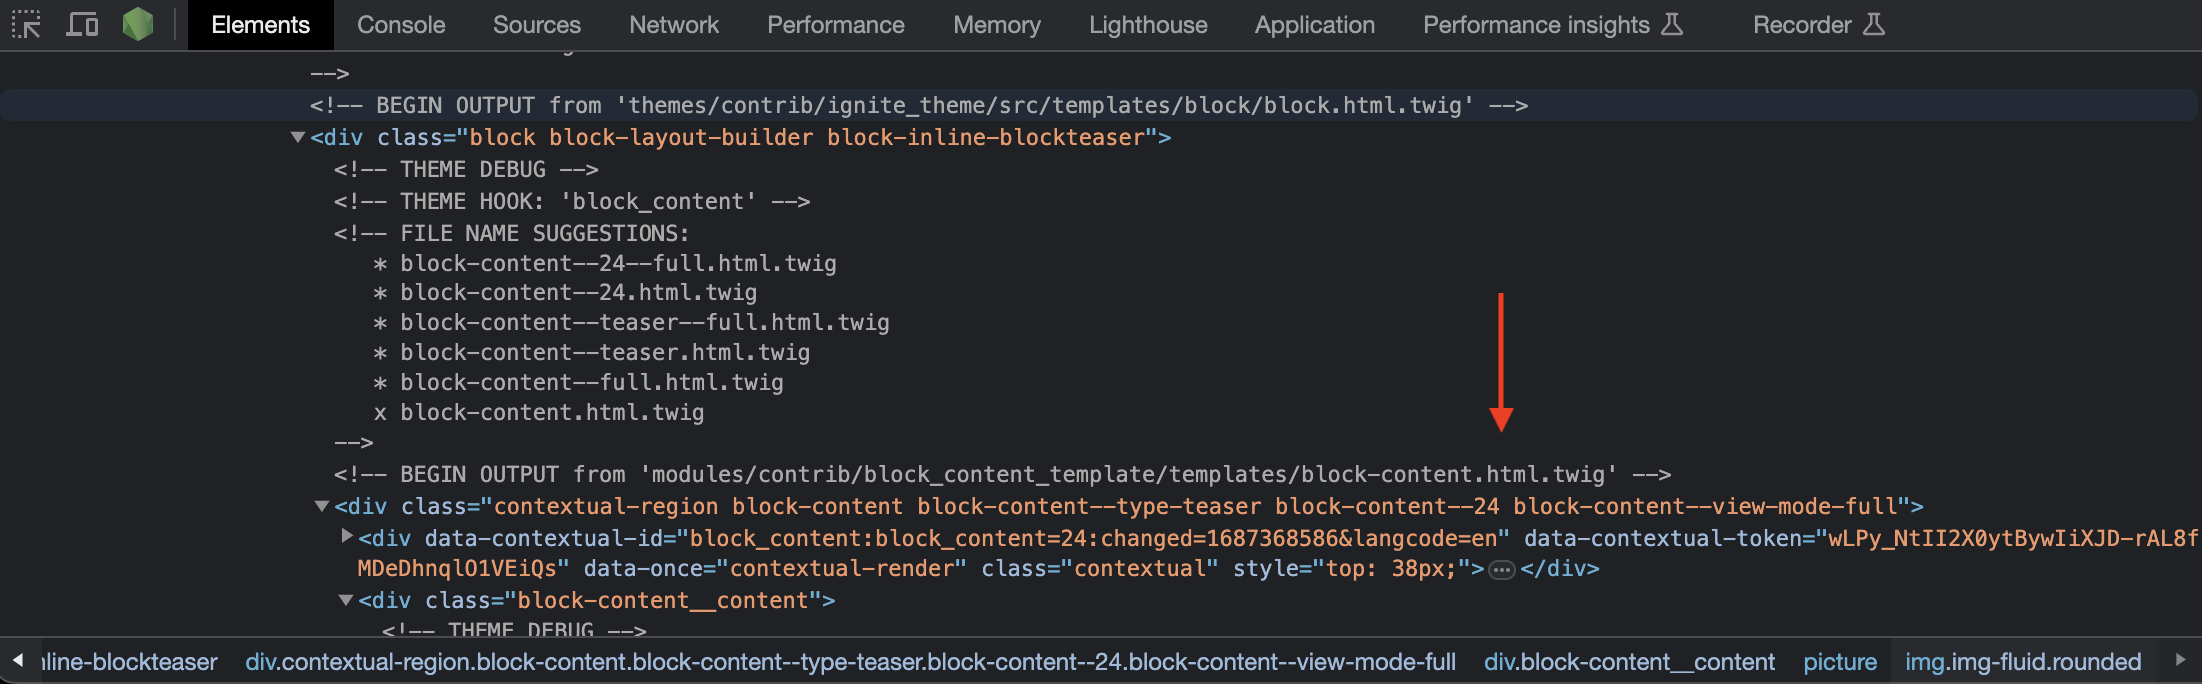 Elements Console Sources Network Performance Memory Lighthouse Application Performance insights Recorder
-->
<!-- BEGIN OUTPUT from 'themes/contrib/ignite_theme/src/templates/block/block.html.twig' -->
<div class="block block-layout-builder block-inline-blockteaser">
<!-- THEME DEBUG -->
<!-- THEME HOOK: 'block_content' -->
<!-- FILE NAME SUGGESTIONS:
* block-content--24--full.html.twig
* block-content--24.html.twig
* block-content--teaser--full.html.twig
* block-content--teaser.html.twig
* block-content--full.html.twig
x block-content.html.twig
-->
<!-- BEGIN OUTPUT from 'modules/contrib/block_content_template/templates/block-content.html.twig' -->
<div class="contextual-region block-content block-content--type-teaser block-content--24 block-content--view-mode-full">
<div data-contextual-id="block_content:block_content=24:changed=1687368586&langcode=en" data-contextual-token="wLPy_NtII2X0ytBywIiXJD-rAL8f
MDeDhnqlO1VEiQs" data-once="contextual-render" class="contextual" style="top: 38px;">…</div>
<div class="block-content__content">
<!-- THEME DEBUG -->
nline-blockteaser div.contextual-region.block-content.block-content--type-teaser.block-content--24.block-content--view-mode-full div.block-content__content picture img.img-fluid.rounded